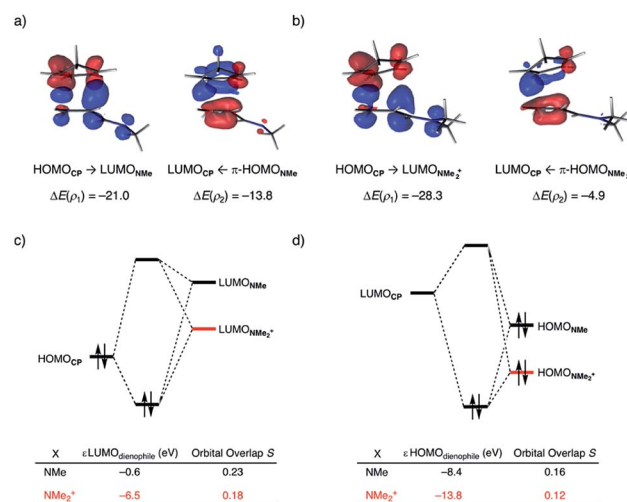 a)
b)
HOMO_CP → LUMO_NMe
LUMO_CP ← π-HOMO_NMe
HOMO_CP → LUMO_NMe₂⁺
LUMO_CP ← π-HOMO_NMe₂
ΔE(ρ₁) = −21.0
ΔE(ρ₂) = −13.8
ΔE(ρ₁) = −28.3
ΔE(ρ₂) = −4.9
c)
LUMO_NMe
LUMO_NMe₂⁺
HOMO_CP
X εLUMO_dienophile (eV) Orbital Overlap S
NMe −0.6 0.23
NMe₂⁺ −6.5 0.18
d)
LUMO_CP
HOMO_NMe
HOMO_NMe₂⁺
X εHOMO_dienophile (eV) Orbital Overlap S
NMe −8.4 0.16
NMe₂⁺ −13.8 0.12